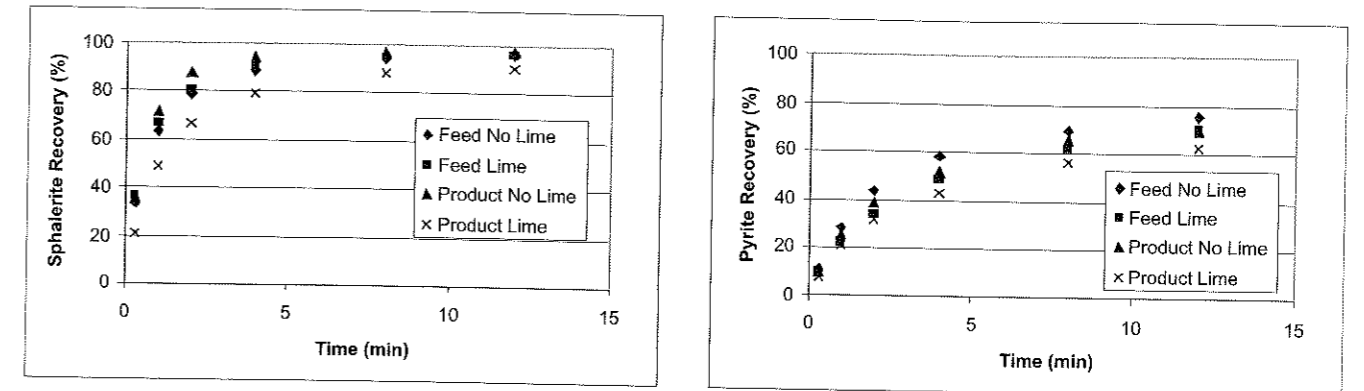 100
80
60
40
20
0
Sphalerite Recovery (%)
Feed No Lime
Feed Lime
Product No Lime
Product Lime
0 5 10 15
Time (min)
100
80
60
40
20
0
Pyrite Recovery (%)
Feed No Lime
Feed Lime
Product No Lime
Product Lime
0 5 10 15
Time (min)